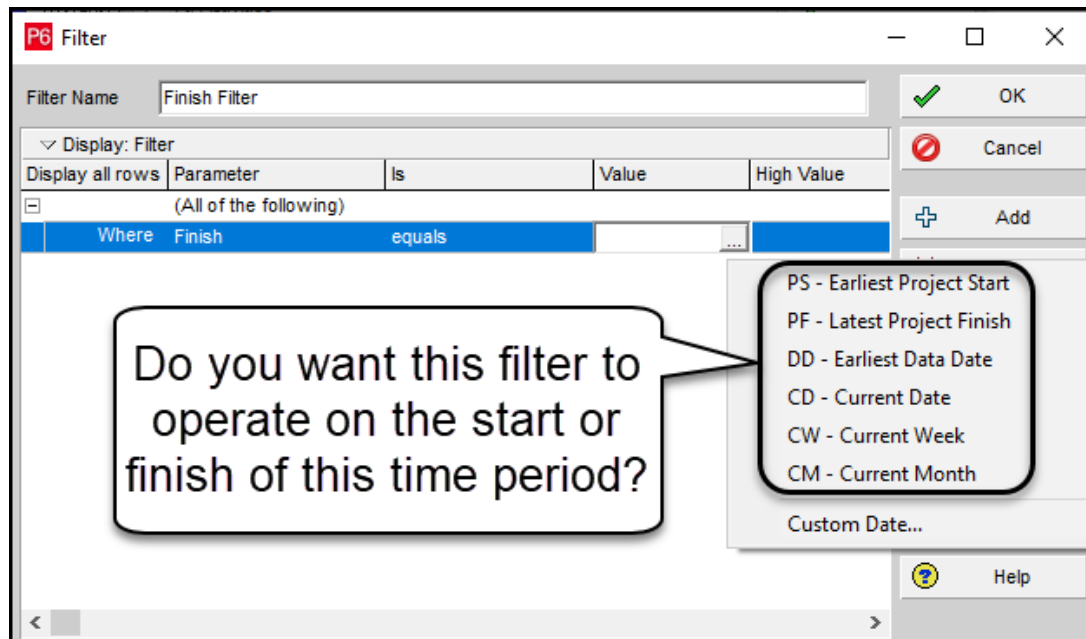 P6 Filter
Filter Name Finish Filter
OK
Display: Filter
Cancel
Display all rows Parameter Is Value High Value
(All of the following)
Add
Where Finish equals ...
PS - Earliest Project Start
PF - Latest Project Finish
DD - Earliest Data Date
CD - Current Date
CW - Current Week
CM - Current Month
Custom Date...
Do you want this filter to
operate on the start or
finish of this time period?
Help